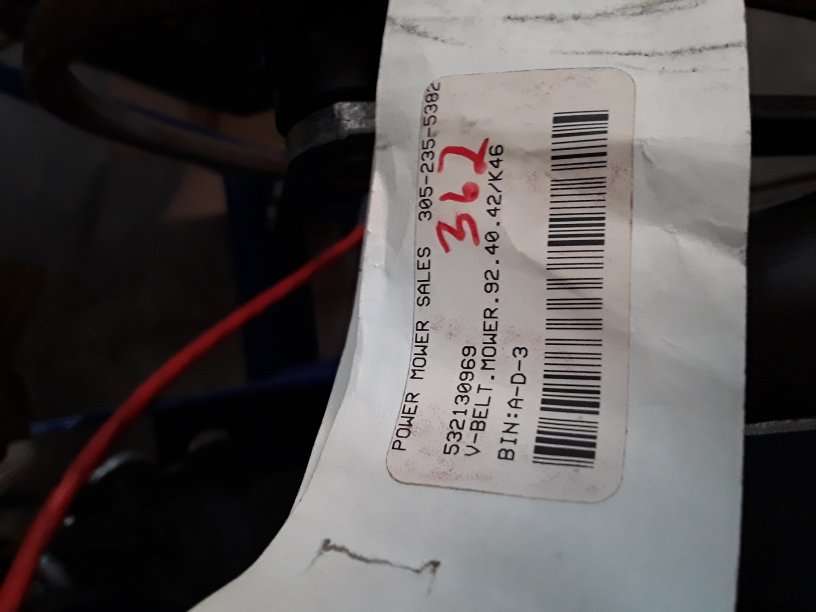 POWER MOWER SALES 305-235-5382
362
532130969
V-BELT.MOWER.92.40.42/K46
BIN:A-D-3